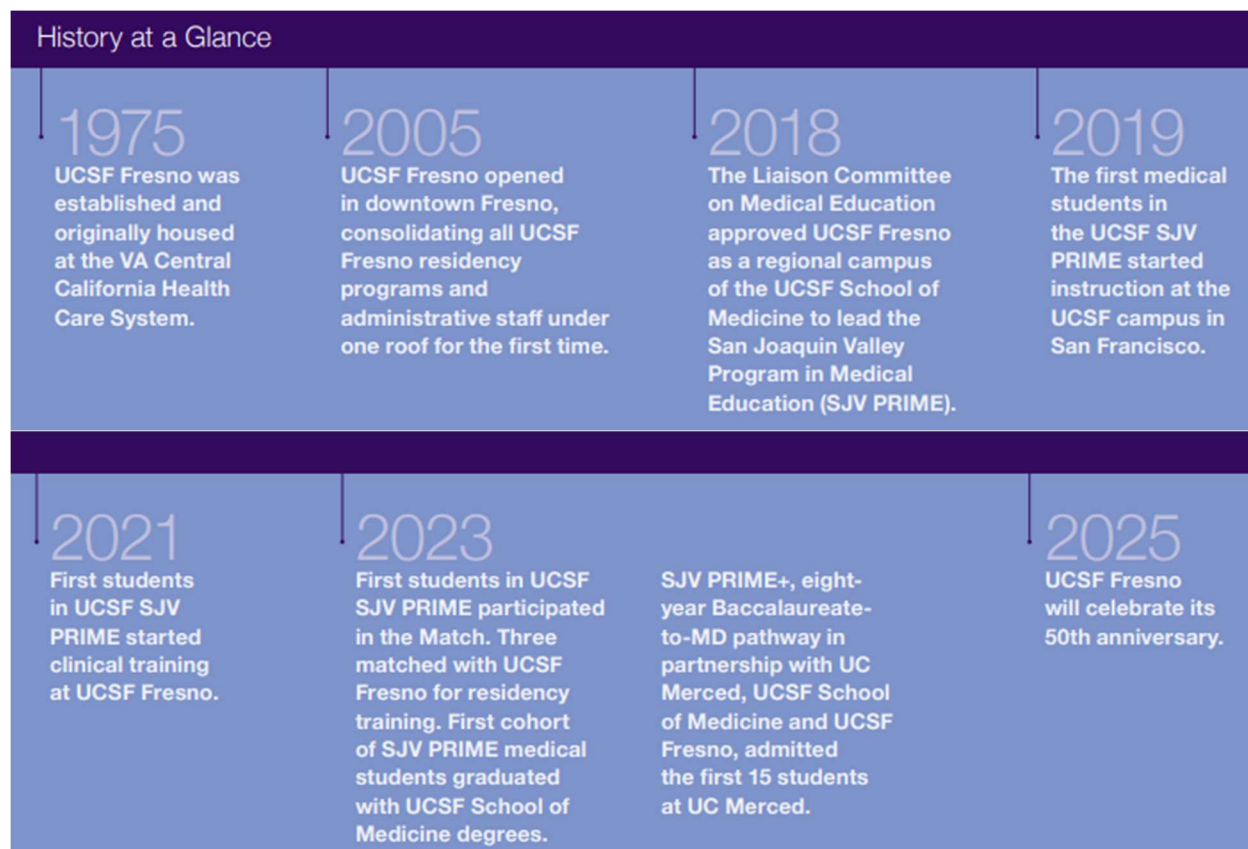 History at a Glance
1975
UCSF Fresno was
established and
originally housed
at the VA Central
California Health
Care System.
2005
UCSF Fresno opened
in downtown Fresno,
consolidating all UCSF
Fresno residency
programs and
administrative staff under
one roof for the first time.
2018
The Liaison Committee
on Medical Education
approved UCSF Fresno
as a regional campus
of the UCSF School of
Medicine to lead the
San Joaquin Valley
Program in Medical
Education (SJV PRIME).
2019
The first medical
students in
the UCSF SJV
PRIME started
instruction at the
UCSF campus in
San Francisco.
2021
First students
in UCSF SJV
PRIME started
clinical training
at UCSF Fresno.
2023
First students in UCSF
SJV PRIME participated
in the Match. Three
matched with UCSF
Fresno for residency
training. First cohort
of SJV PRIME medical
students graduated
with UCSF School of
Medicine degrees.
SJV PRIME+, eight-
year Baccalaureate-
to-MD pathway in
partnership with UC
Merced, UCSF School
of Medicine and UCSF
Fresno, admitted
the first 15 students
at UC Merced.
2025
UCSF Fresno
will celebrate its
50th anniversary.